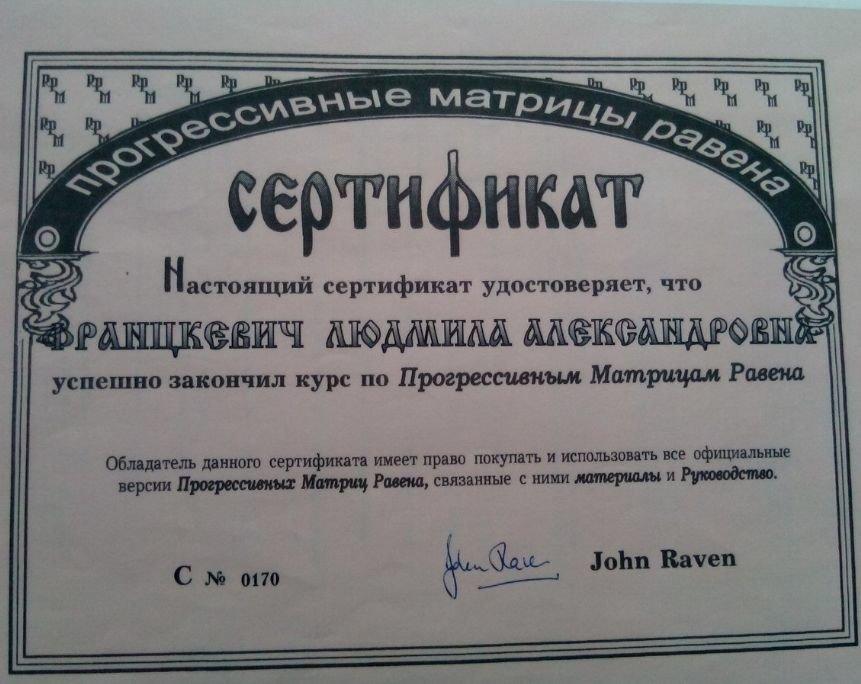 прогрессивные матрицы равена
СЕРТИФИКАТ
Настоящий сертификат удостоверяет, что
ФРАНЦКЕВИЧ ЛЮДМИЛА АЛЕКСАНДРОВНА
успешно закончил курс по Прогрессивным Матрицам Равена
Обладатель данного сертификата имеет право покупать и использовать все официальные
версии Прогрессивных Матриц Равена, связанные с ними материалы и Руководство.
С № 0170
John Raven John Raven